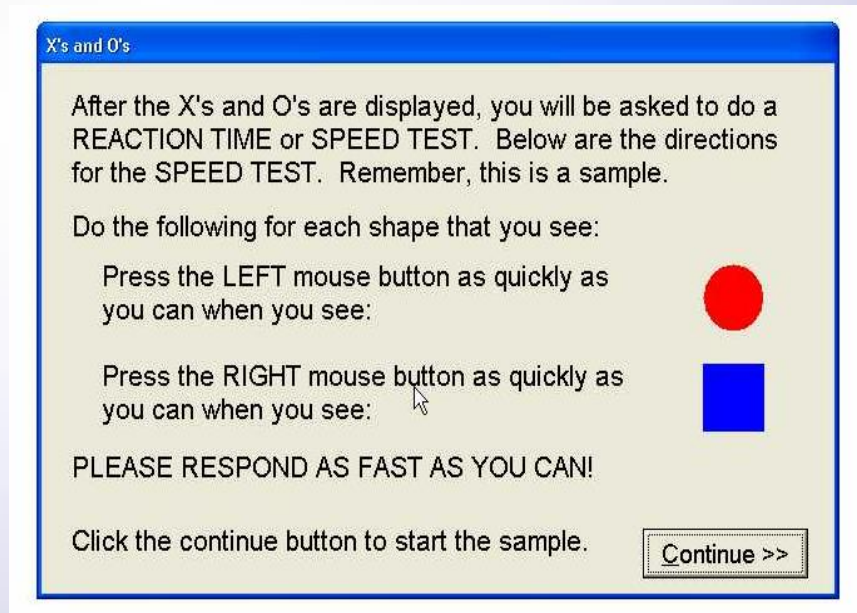 X's and O's
After the X's and O's are displayed, you will be asked to do a
REACTION TIME or SPEED TEST.  Below are the directions
for the SPEED TEST.  Remember, this is a sample.
Do the following for each shape that you see:
Press the LEFT mouse button as quickly as
you can when you see:
Press the RIGHT mouse button as quickly as
you can when you see:
PLEASE RESPOND AS FAST AS YOU CAN!
Click the continue button to start the sample.
Continue >>